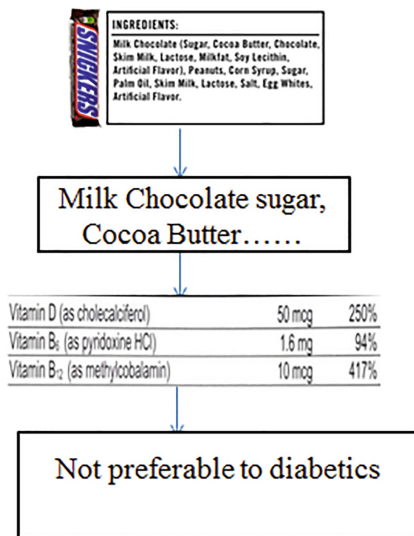 SNICKERS
INGREDIENTS:
Milk Chocolate (Sugar, Cocoa Butter, Chocolate,
Skim Milk, Lactose, Milkfat, Soy Lecithin,
Artificial Flavor), Peanuts, Corn Syrup, Sugar,
Palm Oil, Skim Milk, Lactose, Salt, Egg Whites,
Artificial Flavor.
Milk Chocolate sugar,
Cocoa Butter……
Vitamin D (as cholecalciferol) 50 mcg 250%
Vitamin B₆ (as pyridoxine HCl) 1.6 mg 94%
Vitamin B₁₂ (as methylcobalamin) 10 mcg 417%
Not preferable to diabetics